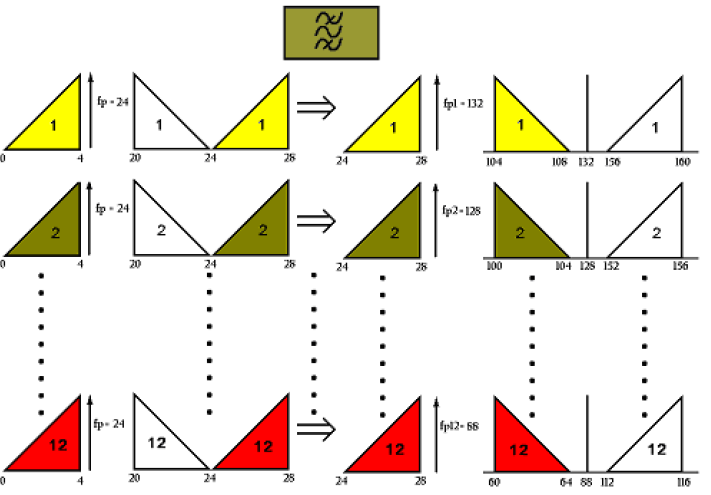 fp = 24 fp1 = 132
1 1 1 1 1 1
0 4 20 24 28 24 28 104 108 132 156 160
fp = 24 fp2 = 128
2 2 2 2 2 2
0 4 20 24 28 24 28 100 104 128 152 156
fp = 24 fp12= 88
12 12 12 12 12 12
0 4 20 24 28 24 28 60 64 88 112 116